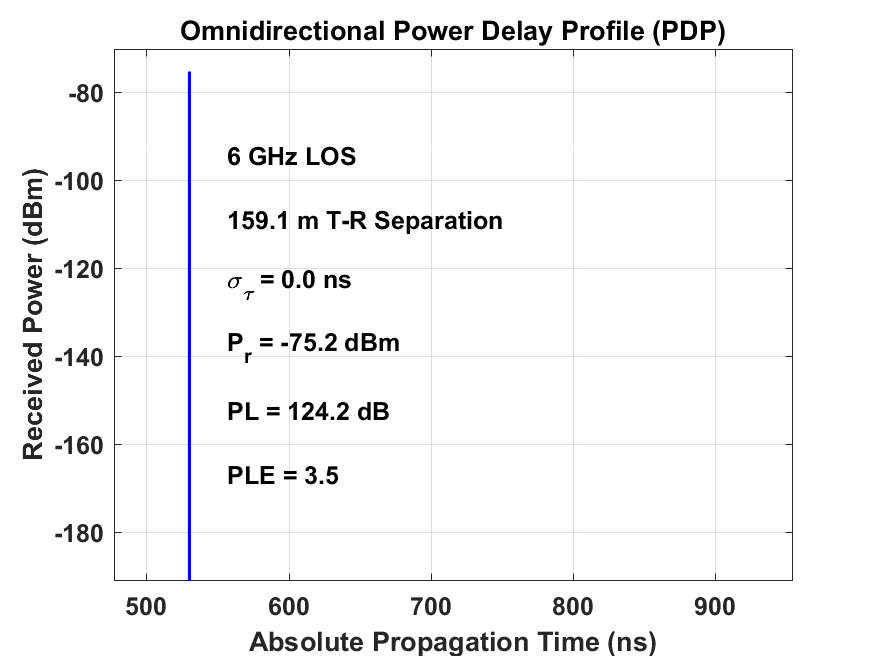 Omnidirectional Power Delay Profile (PDP)
Received Power (dBm)
-80
-100
-120
-140
-160
-180
6 GHz LOS
159.1 m T-R Separation
σ_τ = 0.0 ns
P_r = -75.2 dBm
PL = 124.2 dB
PLE = 3.5
500 600 700 800 900
Absolute Propagation Time (ns)